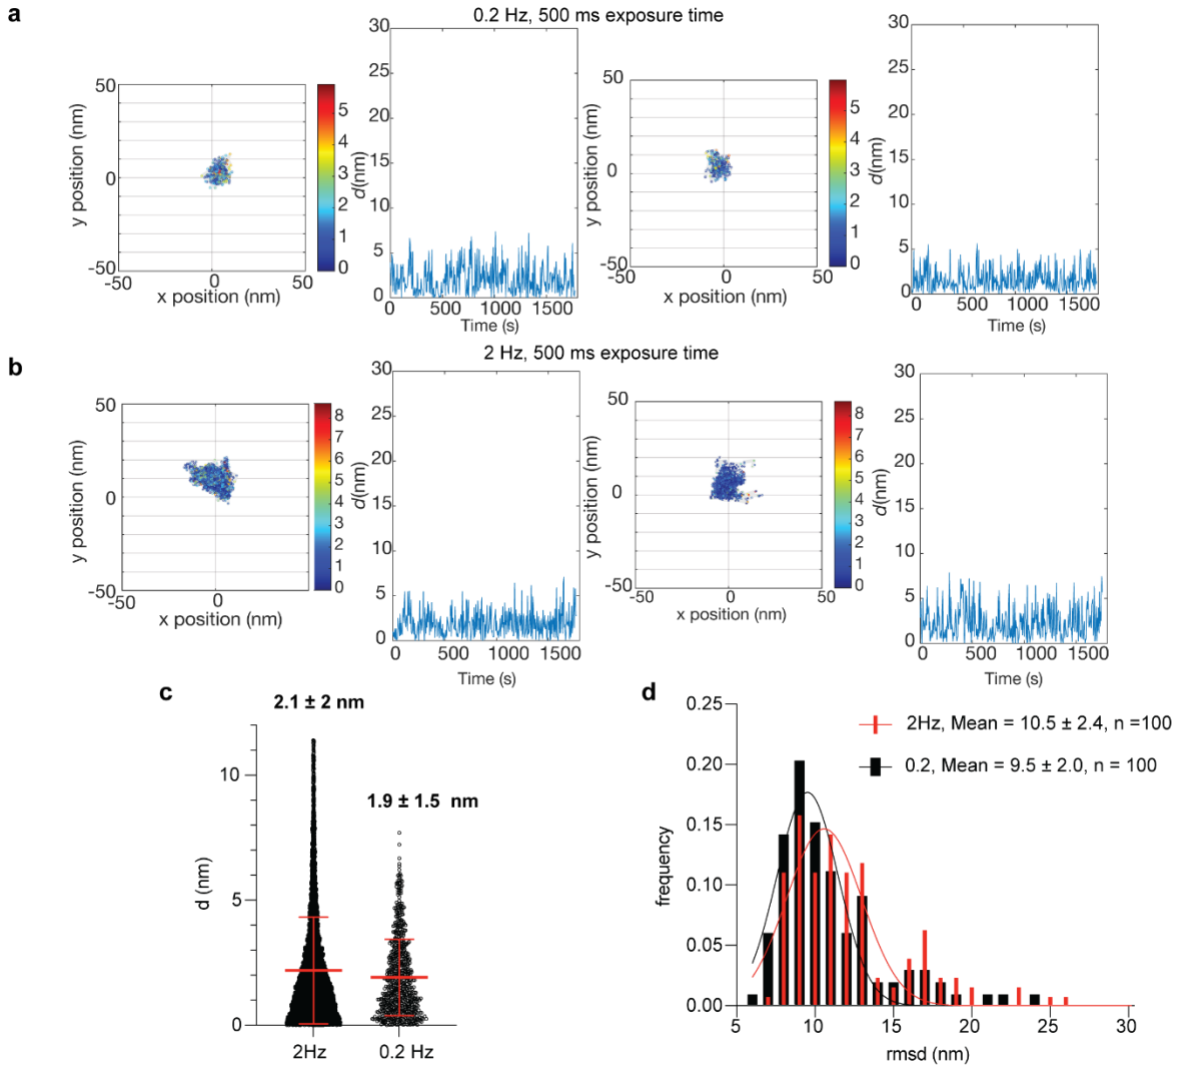 a
0.2 Hz, 500 ms exposure time
50
0
-50
y position (nm)
-50 0 50
x position (nm)
5
4
3
2
1
0
d(nm)
30
25
20
15
10
5
0
0 500 1000 1500
Time (s)
50
0
-50
y position (nm)
0 50
x position (nm)
5
4
3
2
1
0
d(nm)
30
25
20
15
10
5
0
0 500 1000 1500
Time (s)
b
2 Hz, 500 ms exposure time
50
0
-50
y position (nm)
-50 0
x position (nm)
8
7
6
5
4
3
2
1
0
d(nm)
30
25
20
15
10
5
0
0 500 1000 1500
Time (s)
50
0
-50
y position (nm)
0 50
x position (nm)
8
7
6
5
4
3
2
1
0
d(nm)
30
25
20
15
10
5
0
0 500 1000 1500
Time (s)
c
2.1 ± 2 nm
1.9 ± 1.5 nm
10
5
0
d (nm)
2Hz 0.2 Hz
d
0.25
0.20
0.15
0.10
0.05
0.00
frequency
2Hz, Mean = 10.5 ± 2.4, n =100
0.2, Mean = 9.5 ± 2.0, n = 100
5 10 15 20 25 30
rmsd (nm)